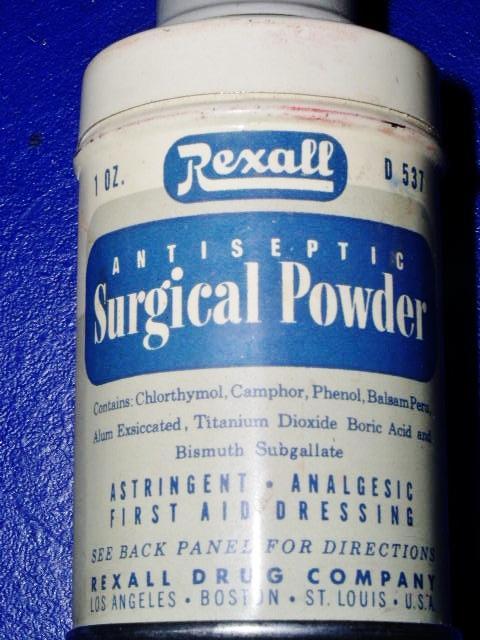 Rexall
1 OZ. D 537
ANTISEPTIC
Surgical Powder
Contains: Chlorthymol, Camphor, Phenol, Balsam Peru,
Alum Exsiccated, Titanium Dioxide Boric Acid and
Bismuth Subgallate
ASTRINGENT • ANALGESIC
FIRST AID DRESSING
SEE BACK PANEL FOR DIRECTIONS
REXALL DRUG COMPANY
LOS ANGELES • BOSTON • ST. LOUIS • U.S.A.